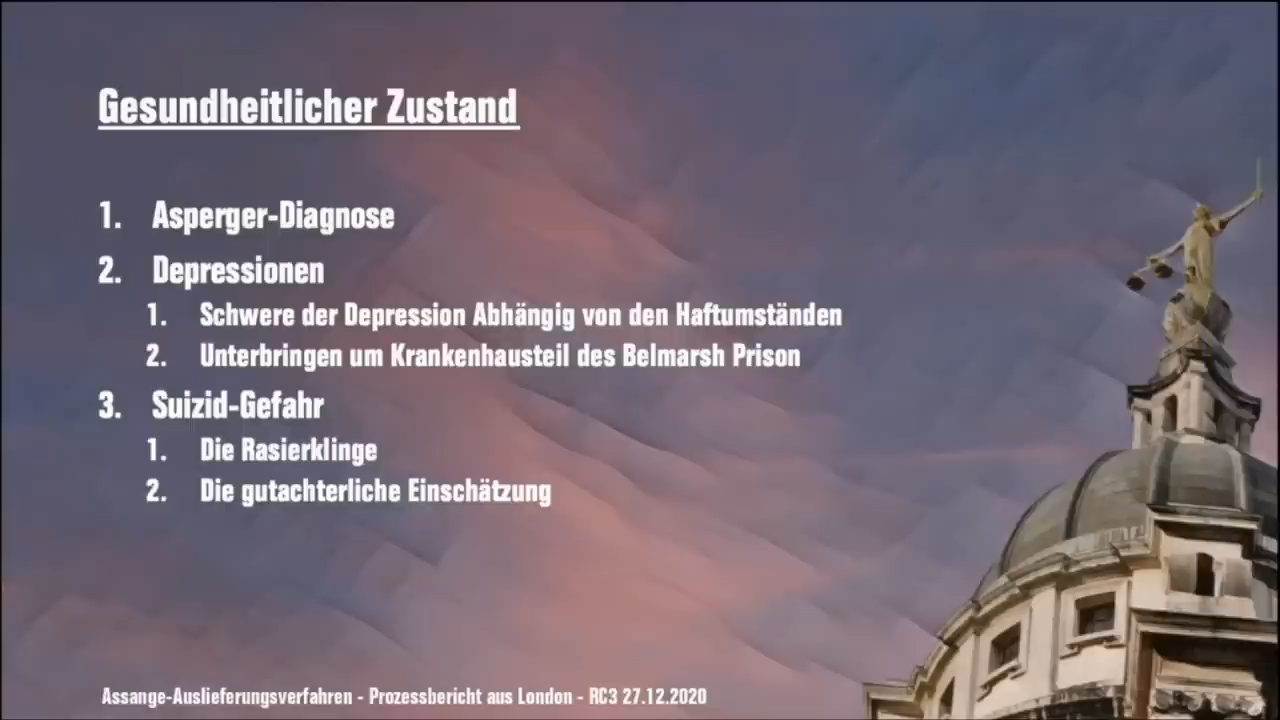 Gesundheitlicher Zustand
1. Asperger-Diagnose
2. Depressionen
1. Schwere der Depression Abhängig von den Haftumständen
2. Unterbringen um Krankenhausteil des Belmarsh Prison
3. Suizid-Gefahr
1. Die Rasierklinge
2. Die gutachterliche Einschätzung
Assange-Auslieferungsverfahren - Prozessbericht aus London - RC3 27.12.2020